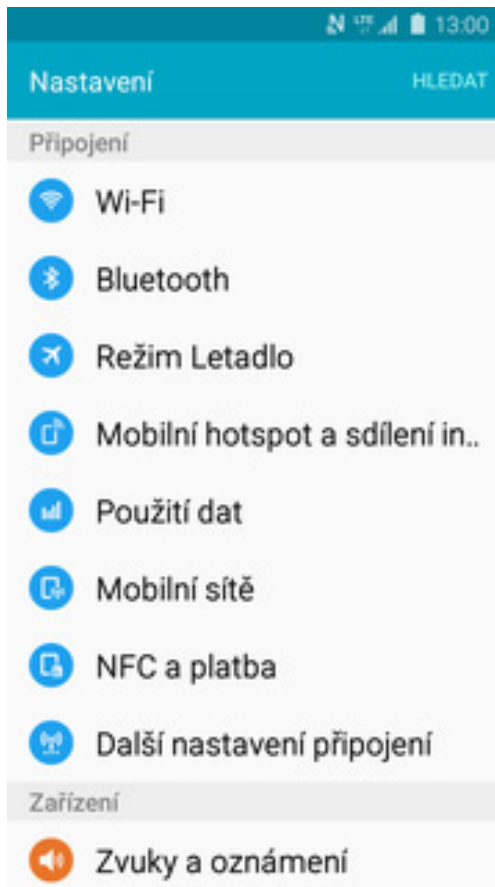 LTE 13:00
Nastavení HLEDAT
Připojení
Wi-Fi
Bluetooth
Režim Letadlo
Mobilní hotspot a sdílení in..
Použití dat
Mobilní sítě
NFC a platba
Další nastavení připojení
Zařízení
Zvuky a oznámení